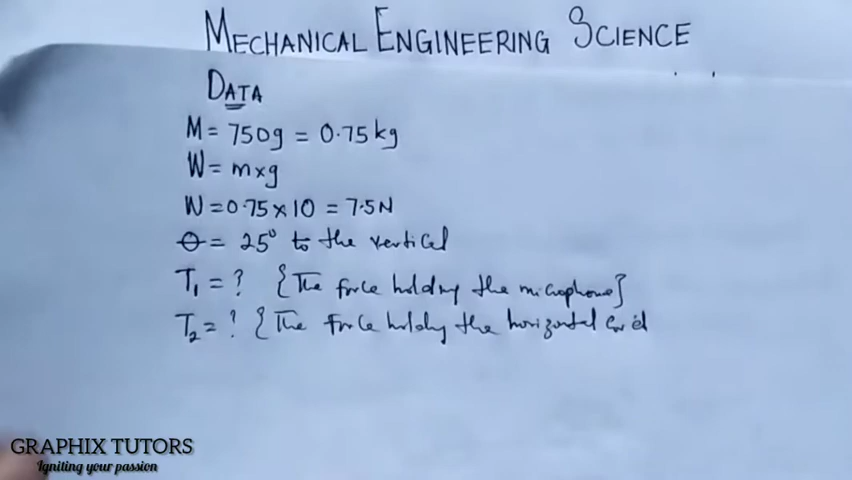 MECHANICAL ENGINEERING SCIENCE
DATA
M = 750g = 0.75kg
W = m×g
W = 0.75 × 10 = 7.5N
θ = 25° to the vertical
T₁ = ? {The force holding the microphone}
T₂ = ? {The force holding the horizontal cord
GRAPHIX TUTORS
Igniting your passion